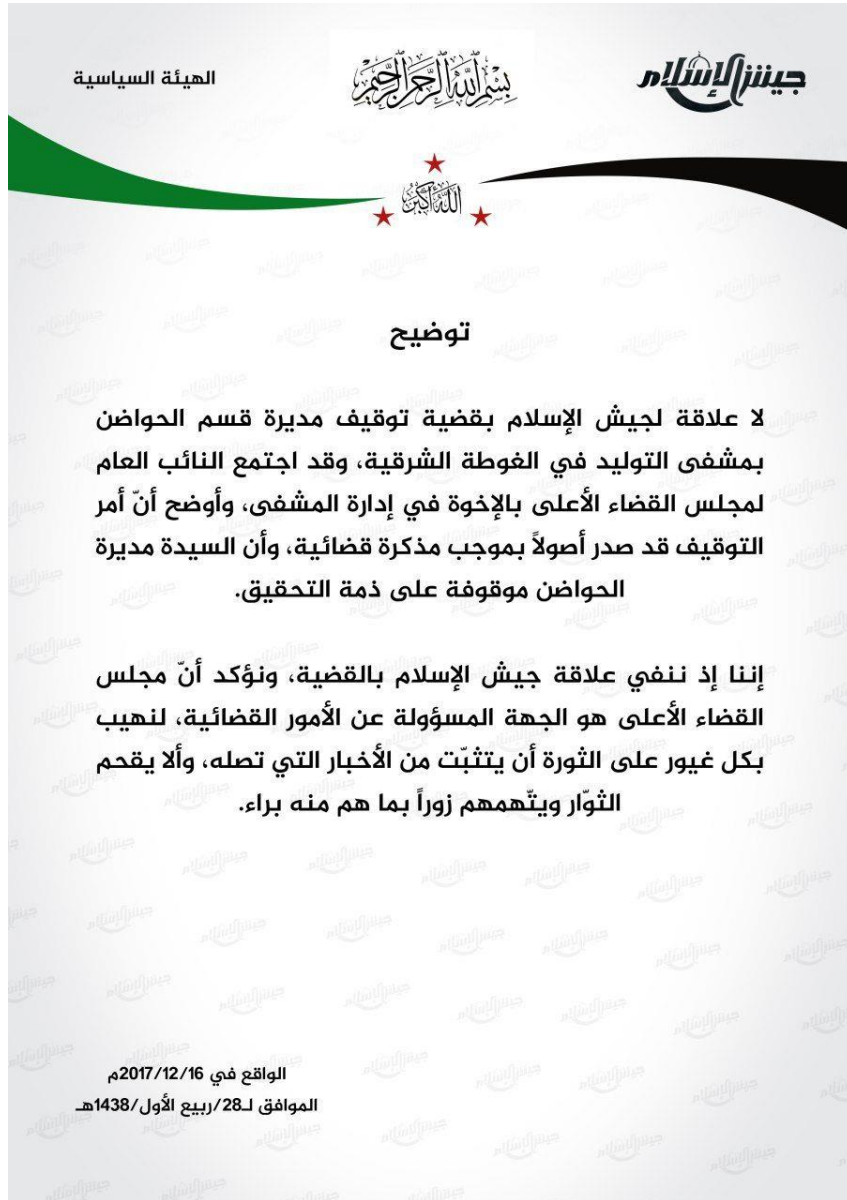 جيش الإسلام
بسم الله الرحمن الرحيم
الهيئة السياسية
الله أكبر
توضيح
لا علاقة لجيش الإسلام بقضية توقيف مديرة قسم الحواضن
بمشفى التوليد في الغوطة الشرقية، وقد اجتمع النائب العام
لمجلس القضاء الأعلى بالإخوة في إدارة المشفى، وأوضح أنّ أمر
التوقيف قد صدر أصولاً بموجب مذكرة قضائية، وأن السيدة مديرة
الحواضن موقوفة على ذمة التحقيق.
إننا إذ ننفي علاقة جيش الإسلام بالقضية، ونؤكد أنّ مجلس
القضاء الأعلى هو الجهة المسؤولة عن الأمور القضائية، لنهيب
بكل غيور على الثورة أن يتثبّت من الأخبار التي تصله، وألا يقحم
الثوّار ويتّهمهم زوراً بما هم منه براء.
الواقع في 2017/12/16م
الموافق لـ28/ربيع الأول/1438هـ